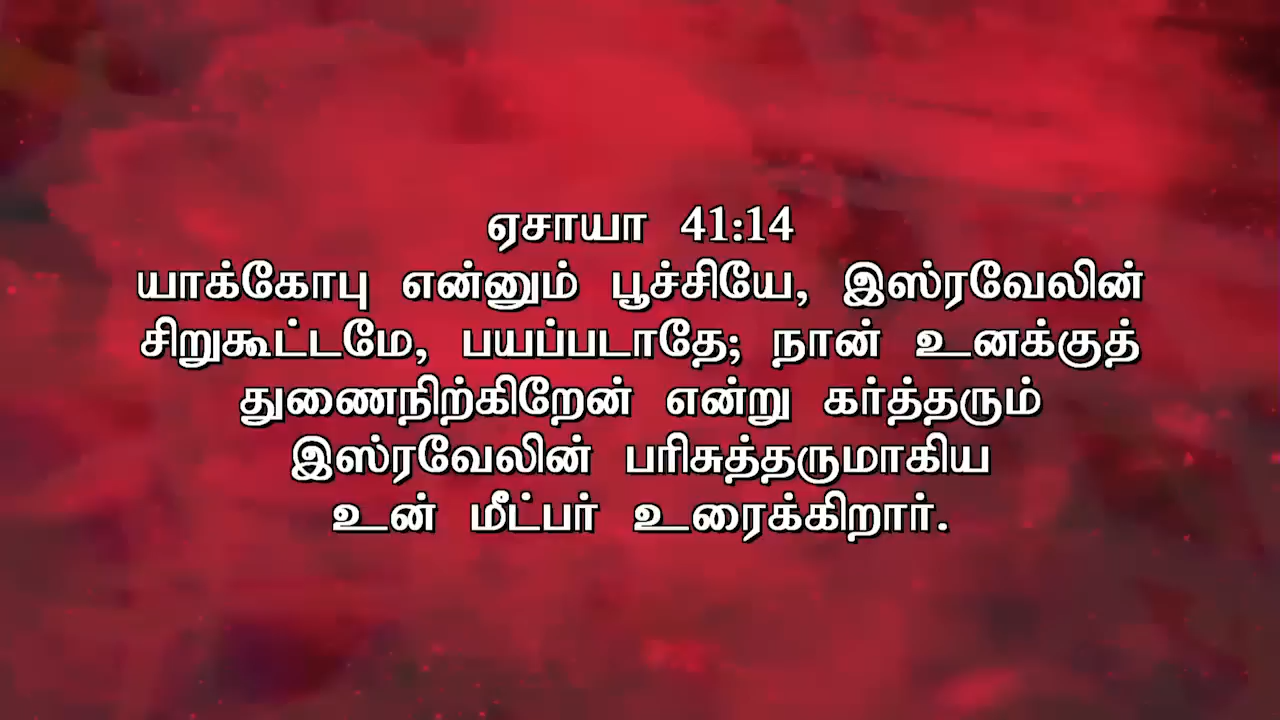 ஏசாயா 41:14
யாக்கோபு என்னும் பூச்சியே, இஸ்ரவேலின்
சிறுகூட்டமே, பயப்படாதே; நான் உனக்குத்
துணைநிற்கிறேன் என்று கர்த்தரும்
இஸ்ரவேலின் பரிசுத்தருமாகிய
உன் மீட்பர் உரைக்கிறார்.